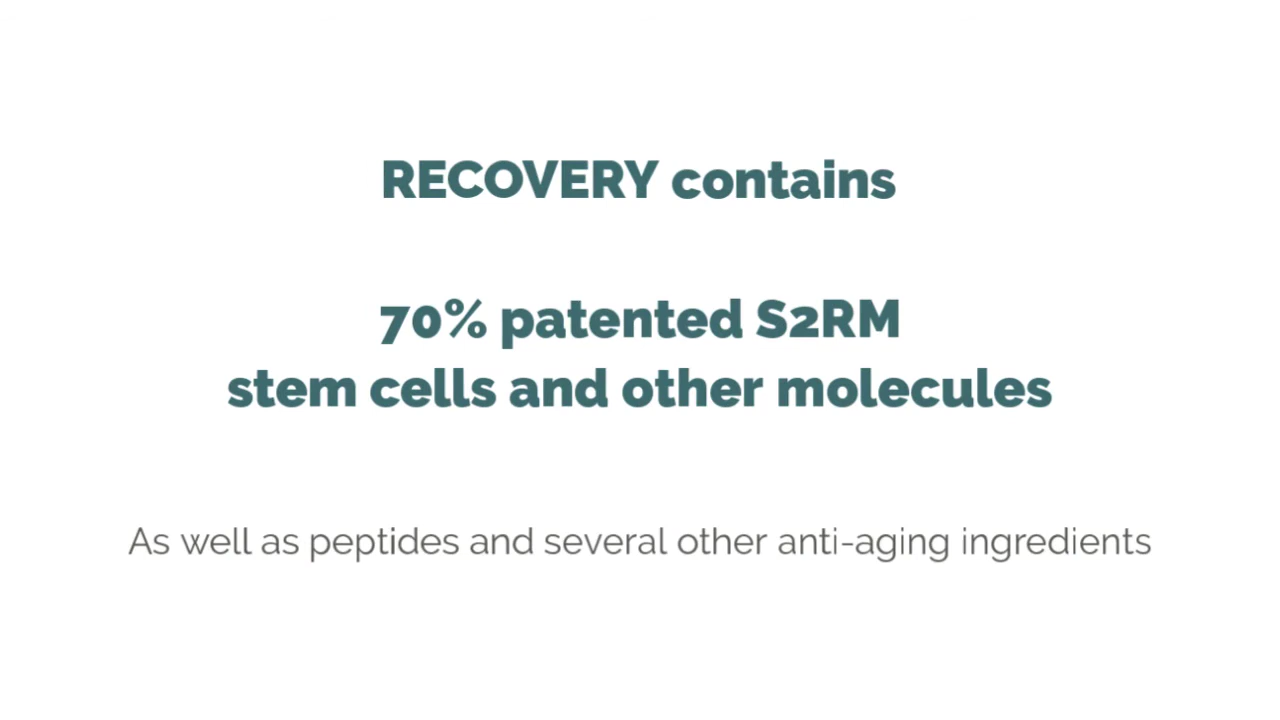 RECOVERY contains
70% patented S2RM
stem cells and other molecules
As well as peptides and several other anti-aging ingredients